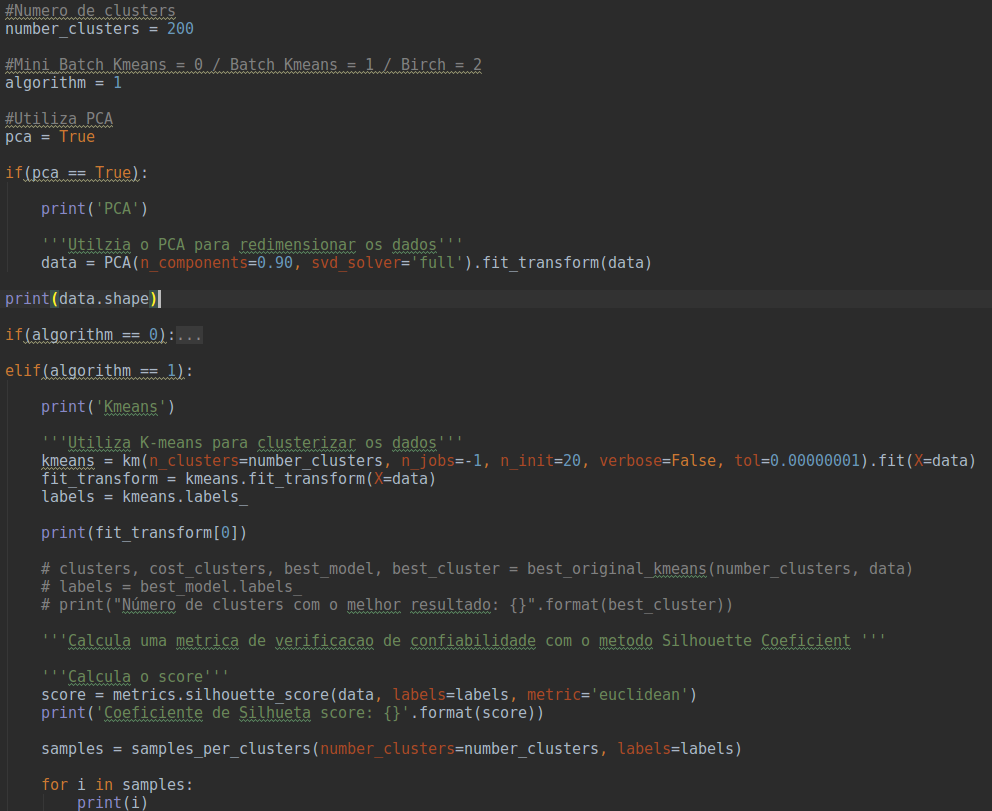 #Numero de clusters
number_clusters = 200
#Mini_Batch Kmeans = 0 / Batch Kmeans = 1 / Birch = 2
algorithm = 1
#Utiliza PCA
pca = True
if(pca == True):
print('PCA')
'''Utilzia o PCA para redimensionar os dados'''
data = PCA(n_components=0.90, svd_solver='full').fit_transform(data)
print(data.shape)
if(algorithm == 0):...
elif(algorithm == 1):
print('Kmeans')
'''Utiliza K-means para clusterizar os dados'''
kmeans = km(n_clusters=number_clusters, n_jobs=-1, n_init=20, verbose=False, tol=0.00000001).fit(X=data)
fit_transform = kmeans.fit_transform(X=data)
labels = kmeans.labels_
print(fit_transform[0])
# clusters, cost_clusters, best_model, best_cluster = best_original_kmeans(number_clusters, data)
# labels = best_model.labels_
# print("Número de clusters com o melhor resultado: {}".format(best_cluster))
'''Calcula uma metrica de verificacao de confiabilidade com o metodo Silhouette Coeficient '''
'''Calcula o score'''
score = metrics.silhouette_score(data, labels=labels, metric='euclidean')
print('Coeficiente de Silhueta score: {}'.format(score))
samples = samples_per_clusters(number_clusters=number_clusters, labels=labels)
for i in samples:
print(i)